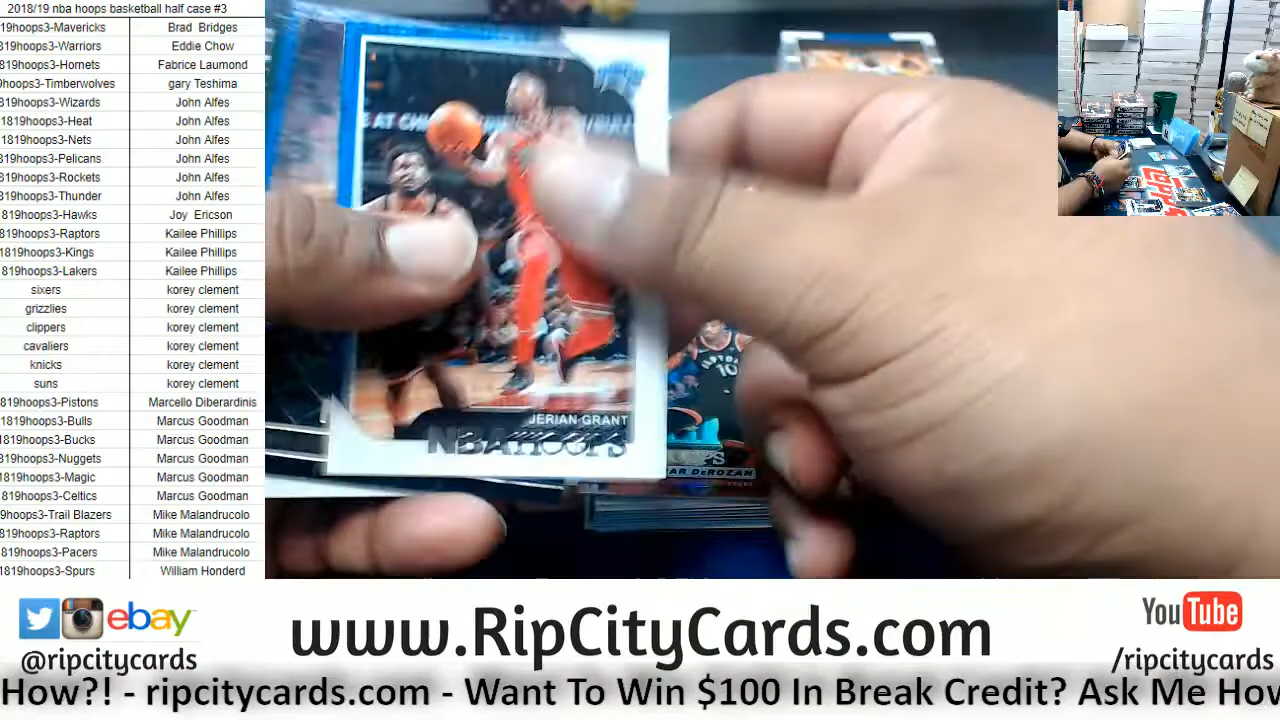 2018/19 nba hoops basketball half case #3
19hoops3-Mavericks Brad Bridges
819hoops3-Warriors Eddie Chow
819hoops3-Hornets Fabrice Laumond
9hoops3-Timberwolves gary Teshima
819hoops3-Wizards John Alfes
1819hoops3-Heat John Alfes
1819hoops3-Nets John Alfes
819hoops3-Pelicans John Alfes
819hoops3-Rockets John Alfes
819hoops3-Thunder John Alfes
819hoops3-Hawks Joy Ericson
819hoops3-Raptors Kailee Phillips
1819hoops3-Kings Kailee Phillips
819hoops3-Lakers Kailee Phillips
sixers korey clement
grizzlies korey clement
clippers korey clement
cavaliers korey clement
knicks korey clement
suns korey clement
819hoops3-Pistons Marcello Diberardinis
1819hoops3-Bulls Marcus Goodman
1819hoops3-Bucks Marcus Goodman
819hoops3-Nuggets Marcus Goodman
1819hoops3-Magic Marcus Goodman
819hoops3-Celtics Marcus Goodman
9hoops3-Trail Blazers Mike Malandrucolo
819hoops3-Raptors Mike Malandrucolo
819hoops3-Pacers Mike Malandrucolo
1819hoops3-Spurs William Honderd
E AT CHI
JERIAN GRANT
NBA HOOPS
10
AR DEROZAN
ebay
@ripcitycards
www.RipCityCards.com
YouTube
/ripcitycards
How?! - ripcitycards.com - Want To Win $100 In Break Credit? Ask Me How